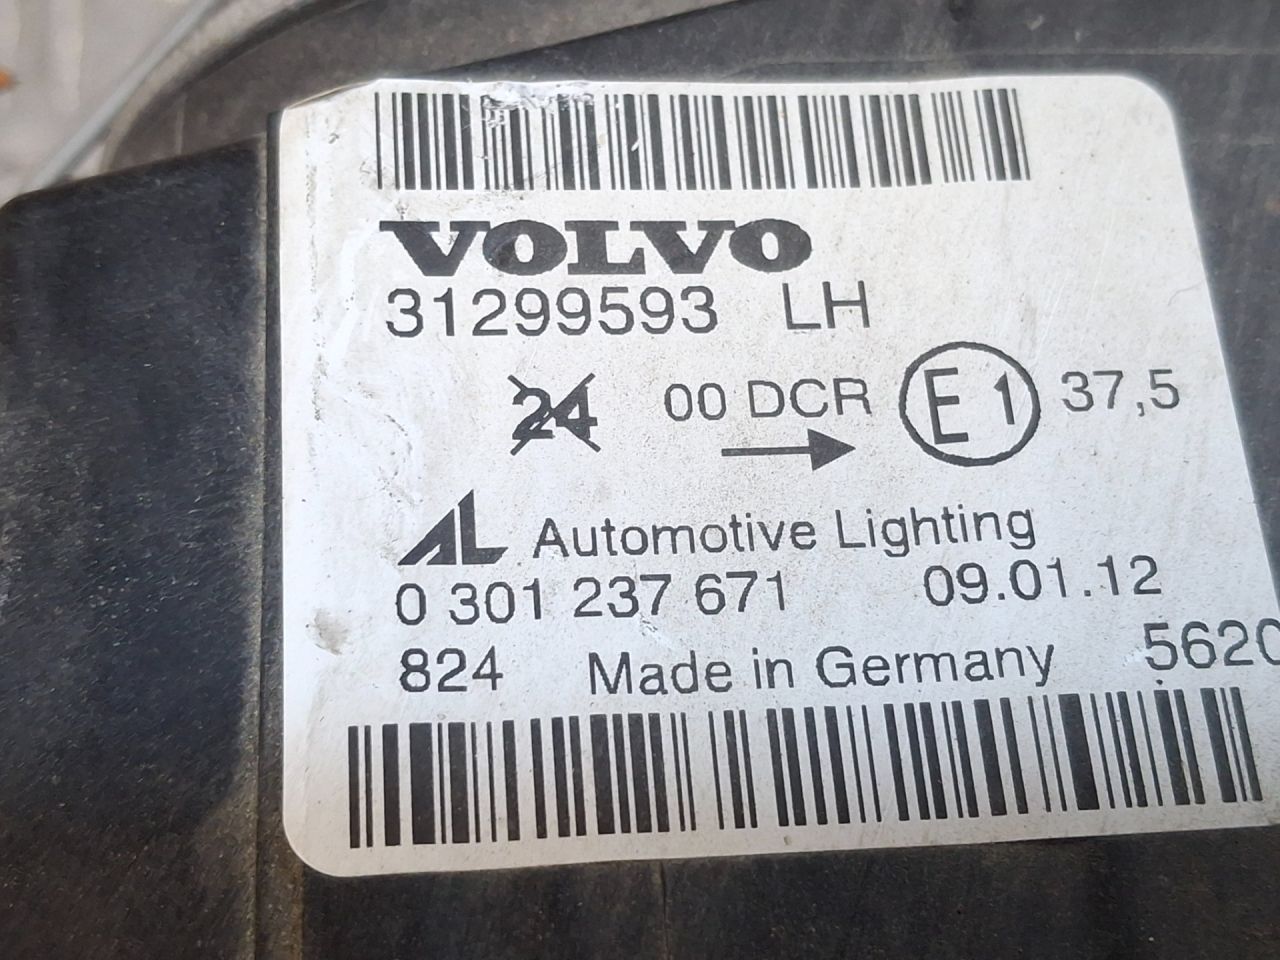 VOLVO
31299593 LH
24 00 DCR E1 37,5
AL Automotive Lighting
0 301 237 671 09.01.12
824 Made in Germany 5620